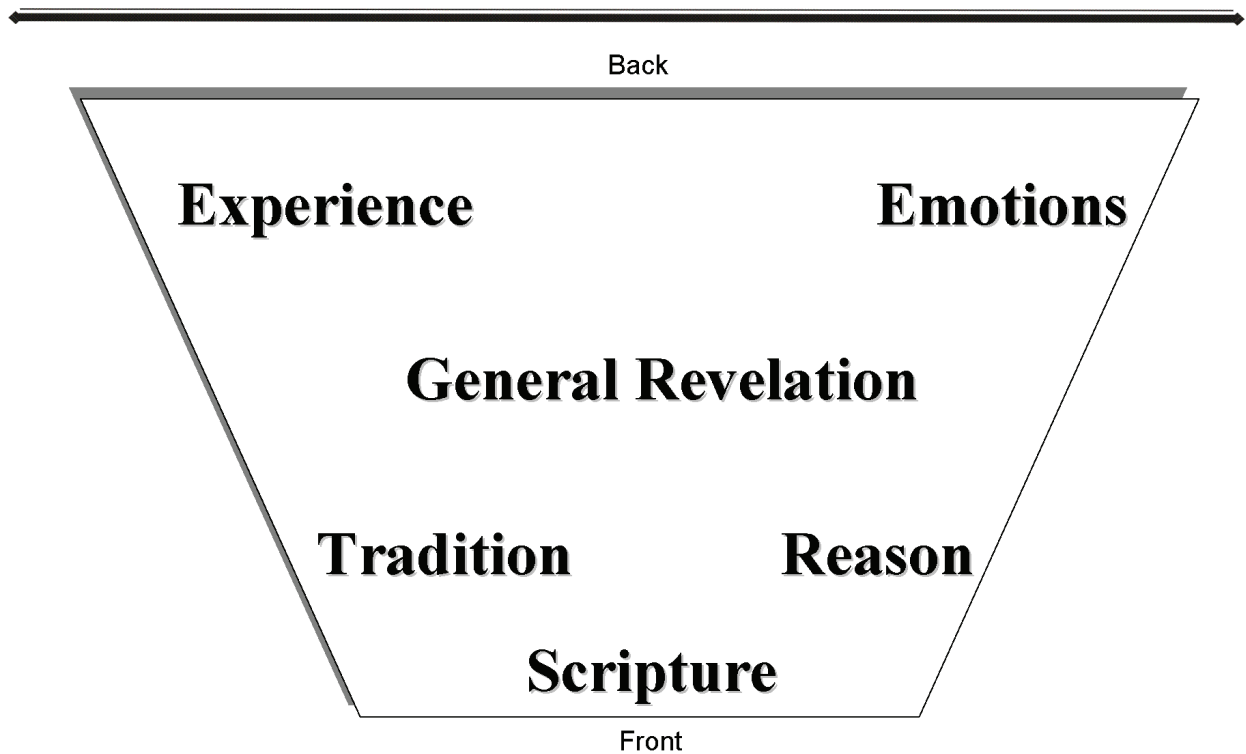 Back
Experience Emotions
General Revelation
Tradition Reason
Scripture
Front